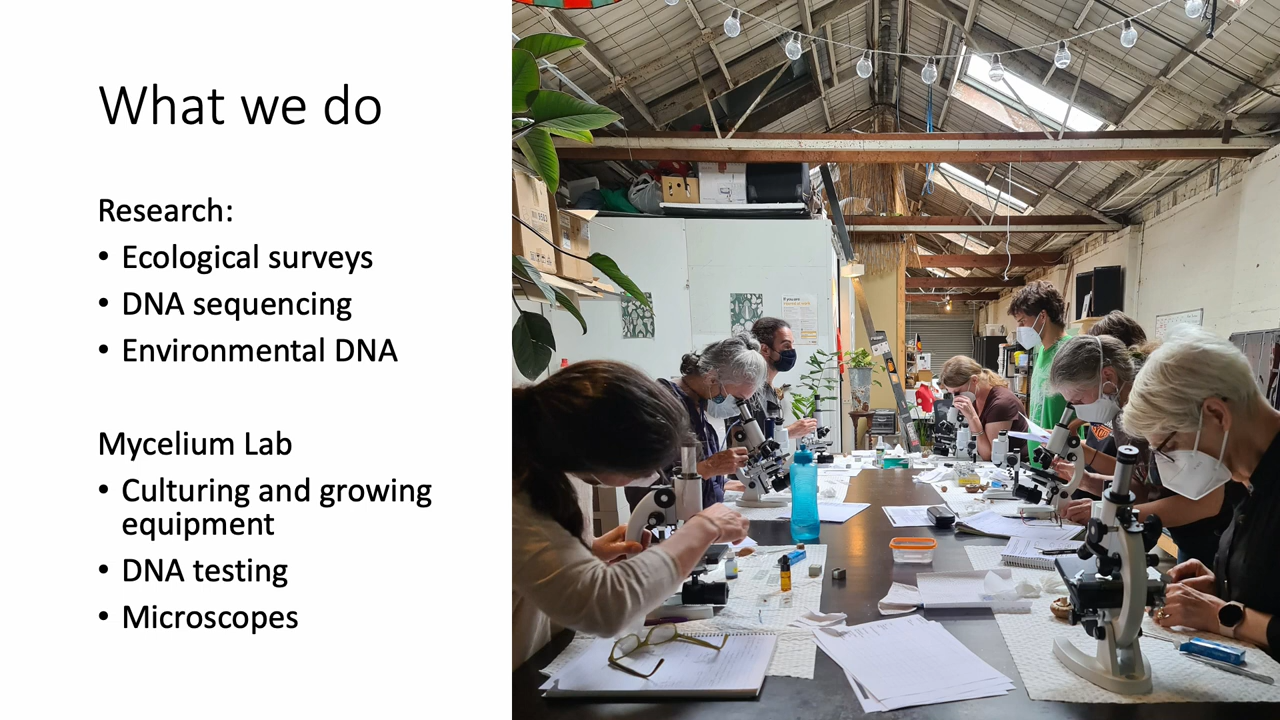 What we do
Research:
• Ecological surveys
• DNA sequencing
• Environmental DNA
Mycelium Lab
• Culturing and growing
equipment
• DNA testing
• Microscopes